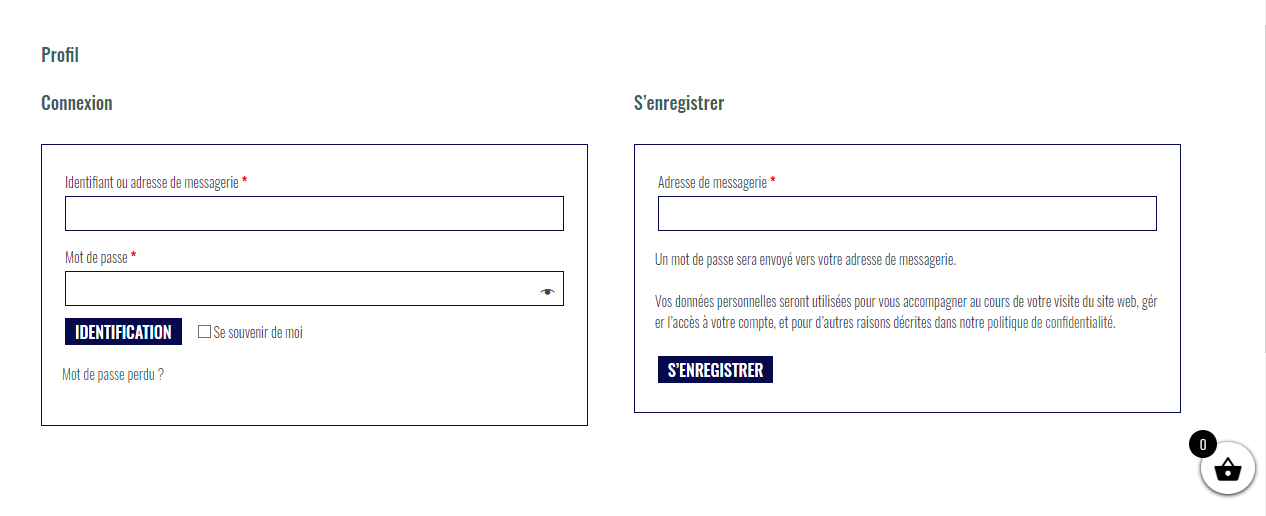 Profil
Connexion
Identifiant ou adresse de messagerie *
Mot de passe *
IDENTIFICATION
Se souvenir de moi
Mot de passe perdu ?
S’enregistrer
Adresse de messagerie *
Un mot de passe sera envoyé vers votre adresse de messagerie.
Vos données personnelles seront utilisées pour vous accompagner au cours de votre visite du site web, gér
er l’accès à votre compte, et pour d’autres raisons décrites dans notre politique de confidentialité.
S’ENREGISTRER
0